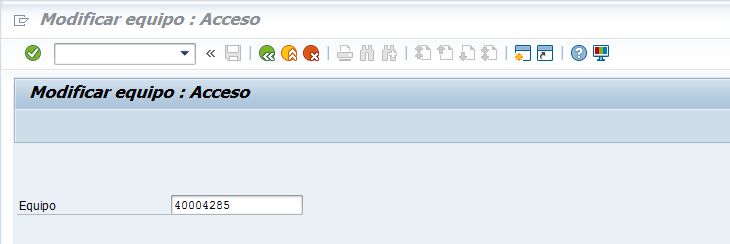 Modificar equipo : Acceso
Modificar equipo : Acceso
Equipo 40004285